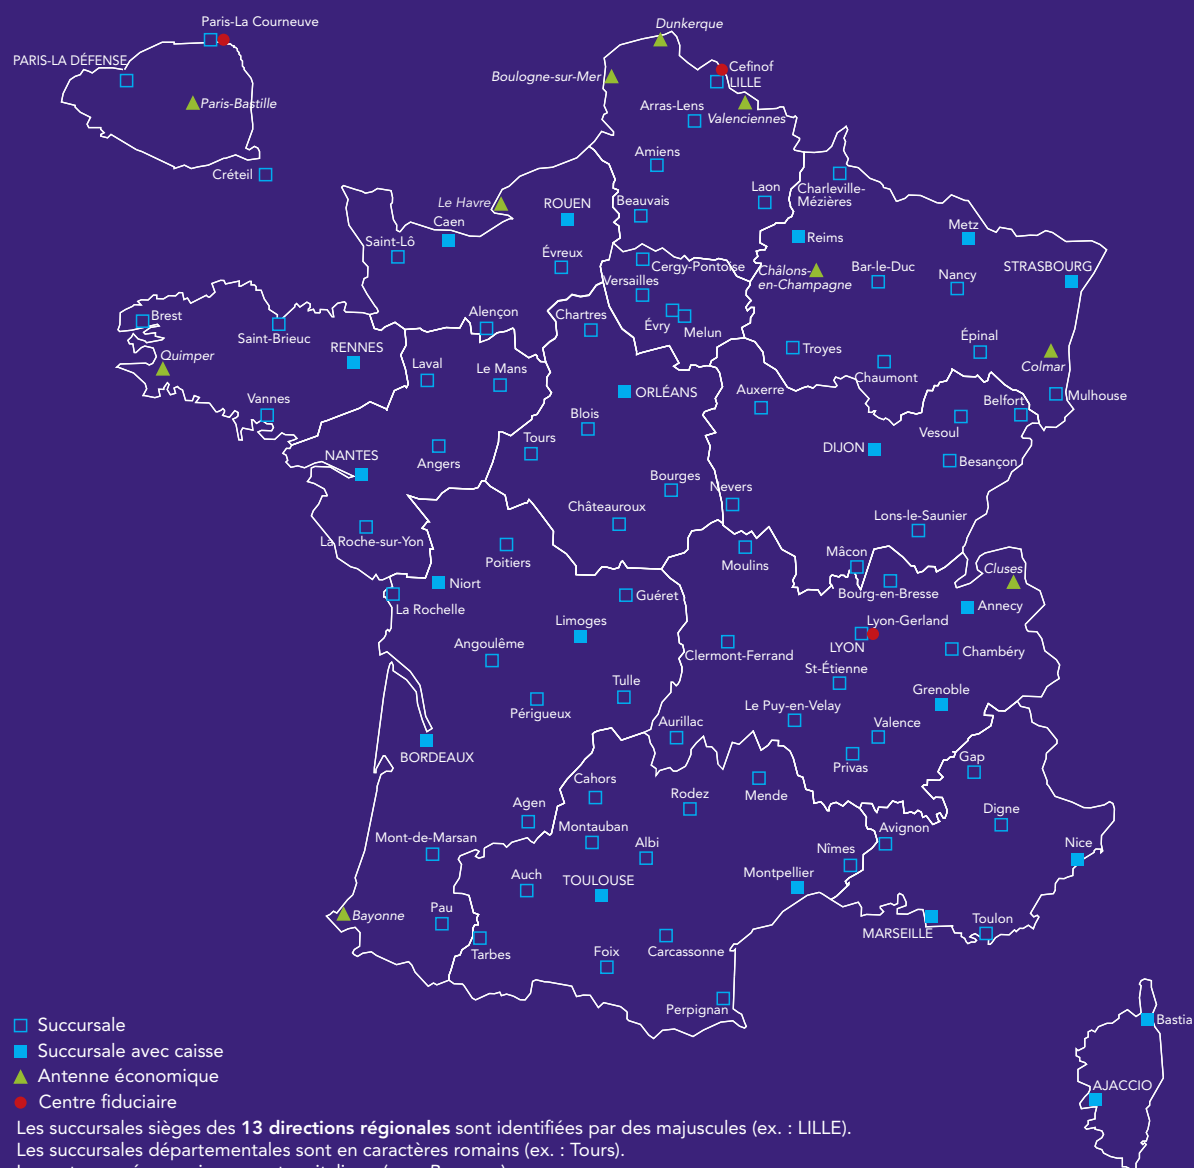 Paris-La Courneuve
PARIS-LA DÉFENSE
Paris-Bastille
Créteil
Dunkerque
Boulogne-sur-Mer
Cefinof
LILLE
Arras-Lens
Valenciennes
Amiens
Laon
Charleville-
Mézières
Le Havre
ROUEN
Beauvais
Caen
Saint-Lô
Évreux
Cergy-Pontoise
Versailles
Reims
Metz
Châlons-
en-Champagne
Bar-le-Duc
Nancy
STRASBOURG
Brest
Saint-Brieuc
Alençon
Chartres
Évry
Melun
Quimper
RENNES
Laval
Le Mans
Troyes
Épinal
Chaumont
Colmar
Vannes
ORLÉANS
Auxerre
Belfort
Mulhouse
Blois
Vesoul
Tours
DIJON
NANTES
Angers
Besançon
Bourges
Nevers
Châteauroux
Lons-le-Saunier
La Roche-sur-Yon
Poitiers
Moulins
Mâcon
Cluses
Niort
Guéret
Bourg-en-Bresse
La Rochelle
Annecy
Limoges
Lyon-Gerland
Angoulême
LYON
Clermont-Ferrand
Chambéry
St-Étienne
Tulle
Grenoble
Périgueux
Le Puy-en-Velay
Aurillac
Valence
BORDEAUX
Gap
Privas
Cahors
Mende
Rodez
Agen
Digne
Montauban
Avignon
Mont-de-Marsan
Albi
Nîmes
Nice
Auch
TOULOUSE
Montpellier
Bayonne
Pau
Toulon
MARSEILLE
Tarbes
Foix
Carcassonne
Perpignan
Bastia
AJACCIO
Succursale
Succursale avec caisse
Antenne économique
Centre fiduciaire
Les succursales sièges des 13 directions régionales sont identifiées par des majuscules (ex. : LILLE).
Les succursales départementales sont en caractères romains (ex. : Tours).